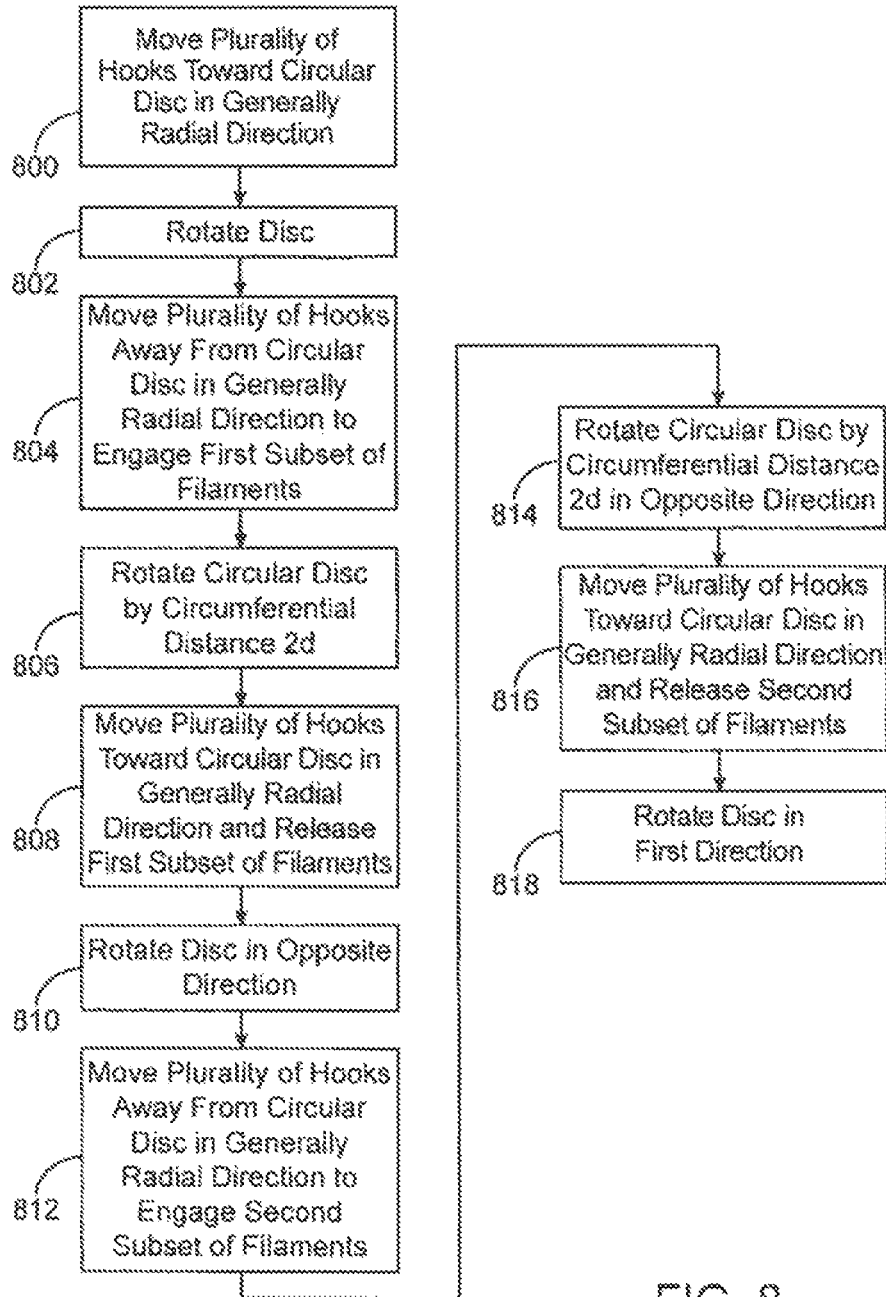 Move Plurality of
Hooks Toward Circular
Disc in Generally
Radial Direction
800
Rotate Disc
802
Move Plurality of Hooks
Away From Circular
Disc in Generally
Radial Direction to
Engage First Subset of
Filaments
804
Rotate Circular Disc
by Circumferential
Distance 2d
806
Move Plurality of Hooks
Toward Circular Disc in
Generally Radial
Direction and Release
First Subset of Filaments
808
Rotate Disc in Opposite
Direction
810
Move Plurality of Hooks
Away From Circular
Disc in Generally
Radial Direction to
Engage Second
Subset of Filaments
812
Rotate Circular Disc by
Circumferential Distance
2d in Opposite Direction
814
Move Plurality of Hooks
Toward Circular Disc in
Generally Radial Direction
and Release Second
Subset of Filaments
816
Rotate Disc in
First Direction
818
FIG. 8